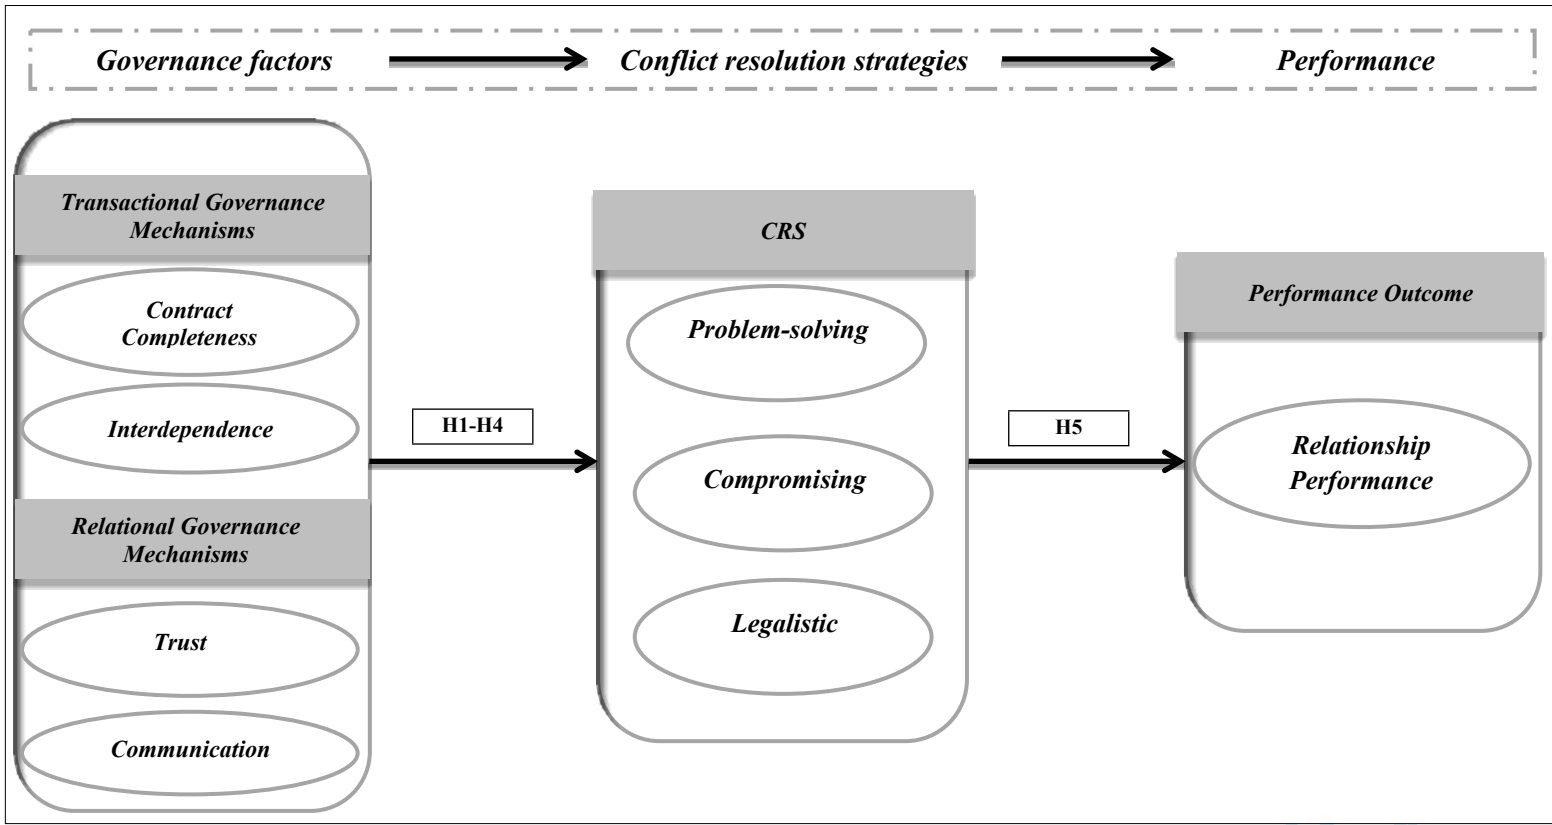 Governance factors
Conflict resolution strategies
Performance
Transactional Governance
Mechanisms
Contract
Completeness
Interdependence
Relational Governance
Mechanisms
Trust
Communication
H1-H4
CRS
Problem-solving
Compromising
Legalistic
H5
Performance Outcome
Relationship
Performance